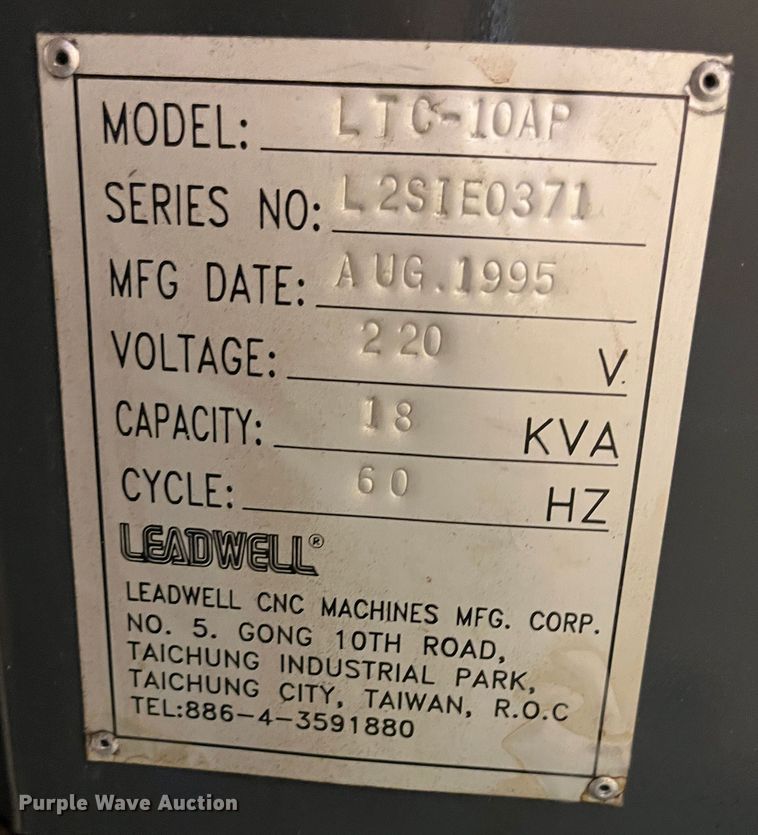 MODEL: LTC-10AP
SERIES NO: L2SIE0371
MFG DATE: AUG.1995
VOLTAGE: 220 V.
CAPACITY: 18 KVA
CYCLE: 60 HZ
LEADWELL®
LEADWELL CNC MACHINES MFG. CORP.
NO. 5. GONG 10TH ROAD,
TAICHUNG INDUSTRIAL PARK,
TAICHUNG CITY, TAIWAN, R.O.C
TEL:886-4-3591880
Purple Wave Auction